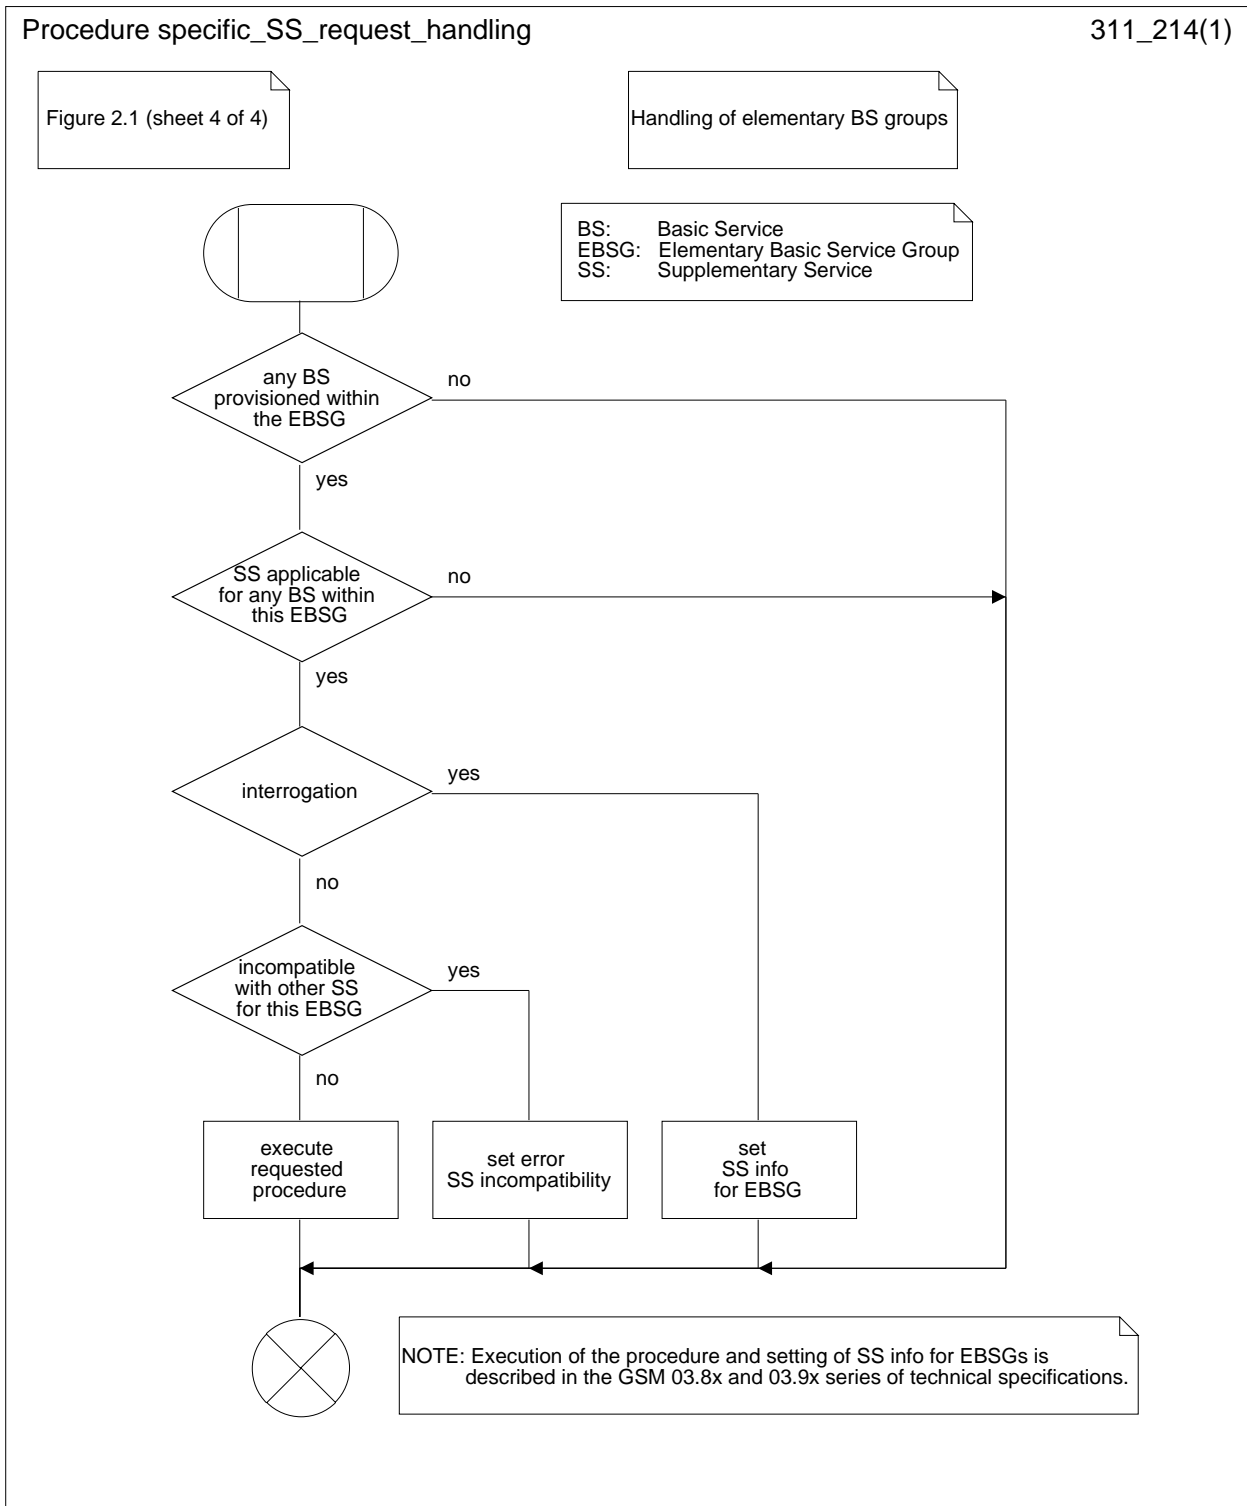 Procedure specific_SS_request_handling
311_214(1)
Figure 2.1 (sheet 4 of 4)
Handling of elementary BS groups
BS: Basic Service
EBSG: Elementary Basic Service Group
SS: Supplementary Service
any BS
provisioned within
the EBSG
no
yes
SS applicable
for any BS within
this EBSG
no
yes
interrogation
yes
no
incompatible
with other SS
for this EBSG
yes
no
execute
requested
procedure
set error
SS incompatibility
set
SS info
for EBSG
NOTE: Execution of the procedure and setting of SS info for EBSGs is
described in the GSM 03.8x and 03.9x series of technical specifications.